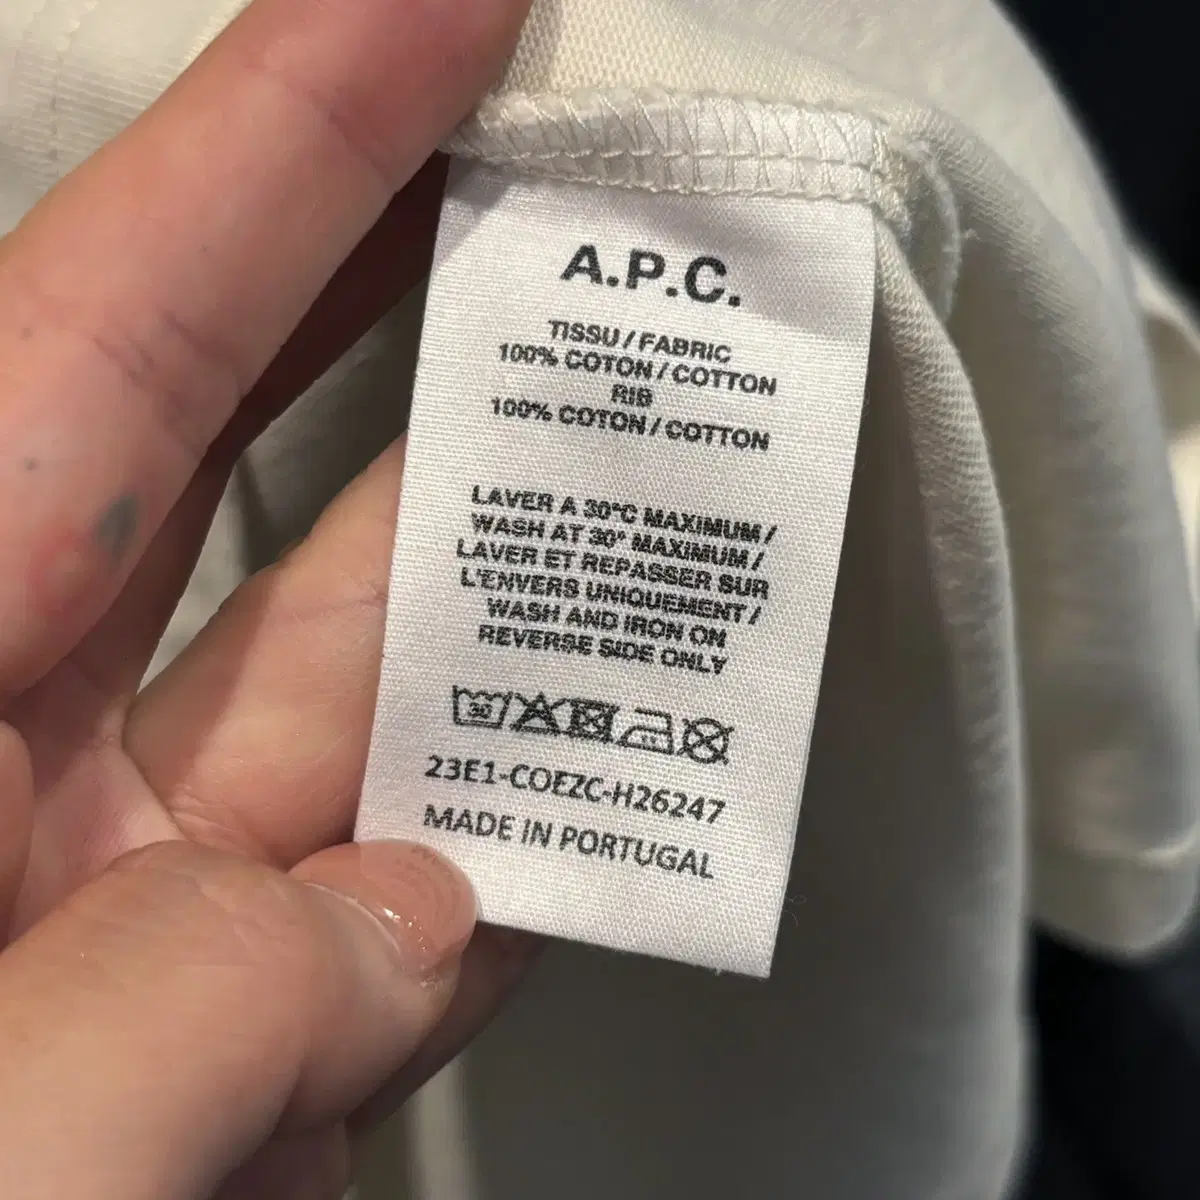 A.P.C.
TISSU / FABRIC
100% COTON / COTTON
RIB
100% COTON / COTTON
LAVER A 30°C MAXIMUM /
WASH AT 30° MAXIMUM /
LAVER ET REPASSER SUR
L'ENVERS UNIQUEMENT /
WASH AND IRON ON
REVERSE SIDE ONLY
30
23E1-COEZC-H26247
MADE IN PORTUGAL